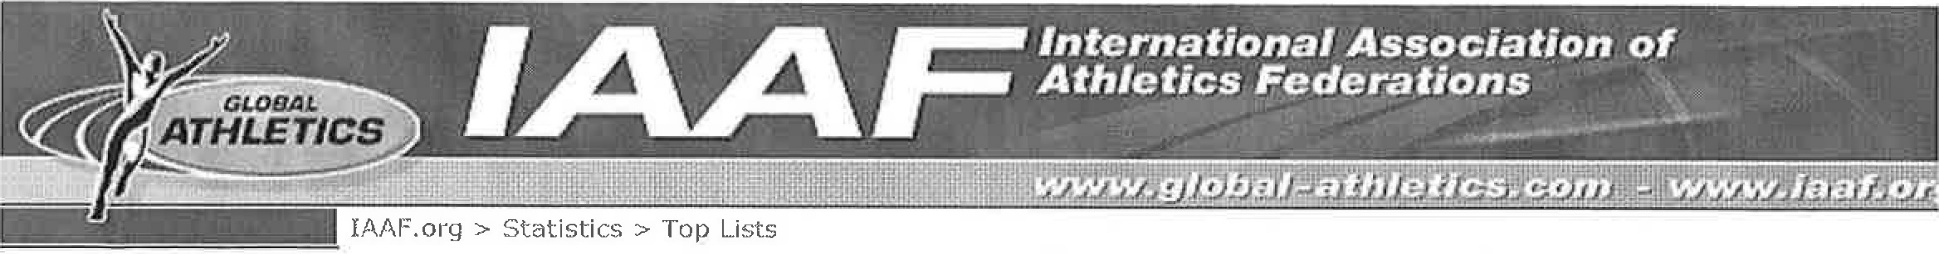 GLOBAL
ATHLETICS
IAAF
International Association of
Athletics Federations
www.global-athletics.com - www.iaaf.or
IAAF.org > Statistics > Top Lists